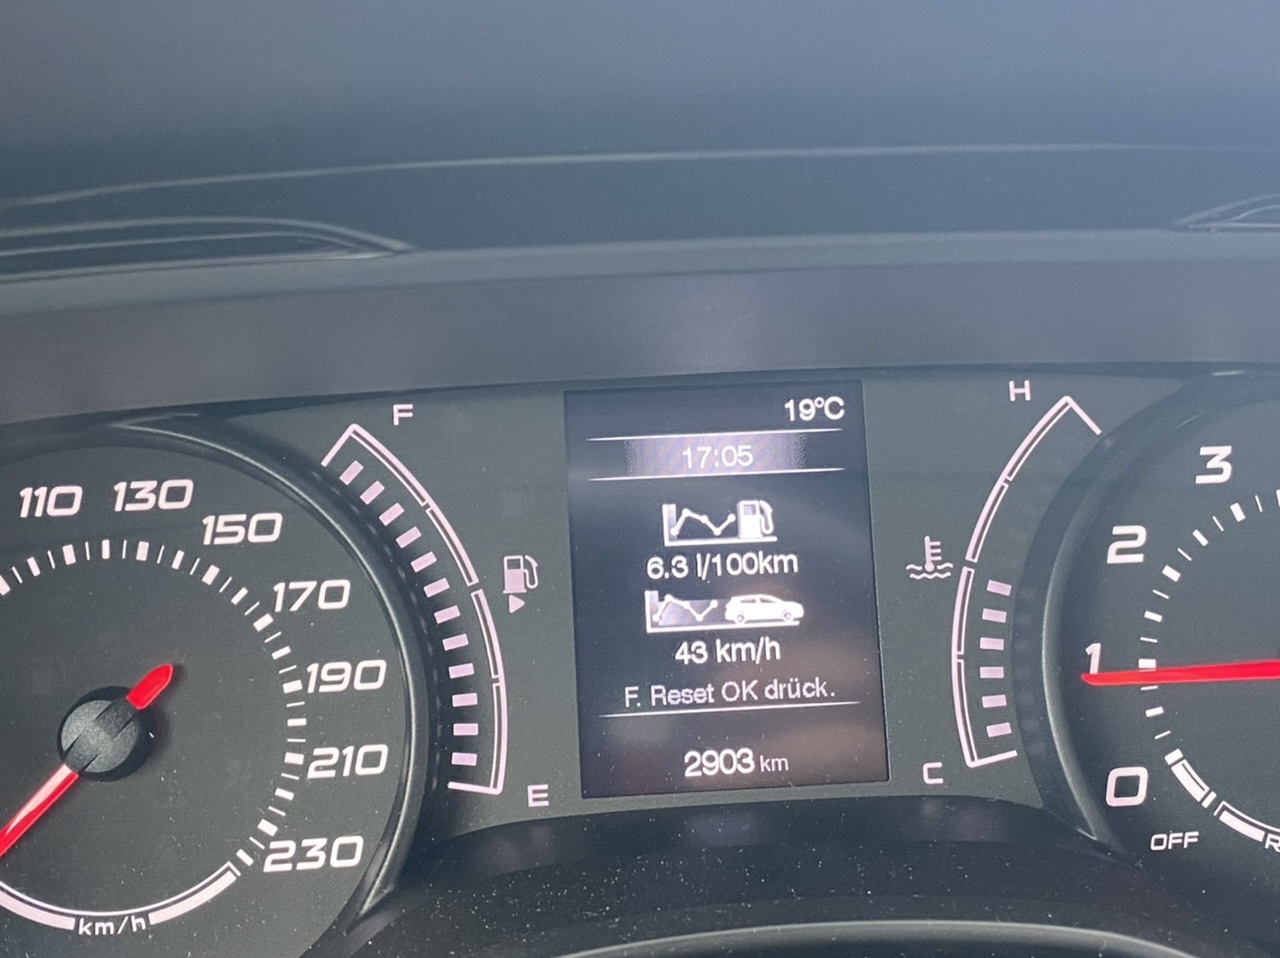 110
130
150
170
190
210
230
km/h
F
E
19°C
17:05
6.3 l/100km
43 km/h
F. Reset OK drück.
2903 km
H
C
3
2
1
0
OFF